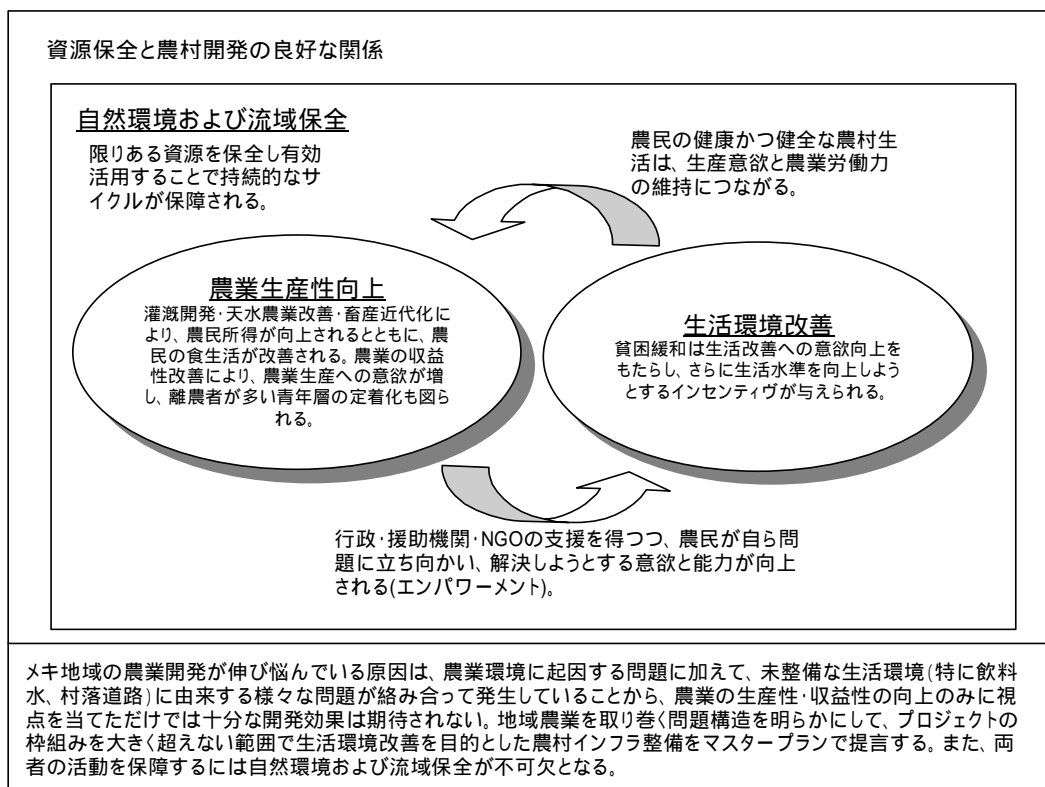 資源保全と農村開発の良好な関係
自然環境および流域保全
限りある資源を保全し有効
活用することで持続的なサ
イクルが保障される。
農民の健康かつ健全な農村生
活は、生産意欲と農業労働力
の維持につながる。
農業生産性向上
灌漑開発・天水農業改善・畜産近代化に
より、農民所得が向上されるとともに、農
民の食生活が改善される。農業の収益
性改善により、農業生産への意欲が増
し、離農者が多い青年層の定着化も図ら
れる。
生活環境改善
貧困緩和は生活改善への意欲向上を
もたらし、さらに生活水準を向上しよう
とするインセンティヴが与えられる。
行政・援助機関・NGOの支援を得つつ、農民が自ら問
題に立ち向かい、解決しようとする意欲と能力が向上
される(エンパワーメント)。
メキ地域の農業開発が伸び悩んでいる原因は、農業環境に起因する問題に加えて、未整備な生活環境(特に飲料
水、村落道路)に由来する様々な問題が絡み合って発生していることから、農業の生産性・収益性の向上のみに視
点を当てただけでは十分な開発効果は期待されない。地域農業を取り巻く問題構造を明らかにして、プロジェクトの
枠組みを大きく超えない範囲で生活環境改善を目的とした農村インフラ整備をマスタープランで提言する。また、両
者の活動を保障するには自然環境および流域保全が不可欠となる。